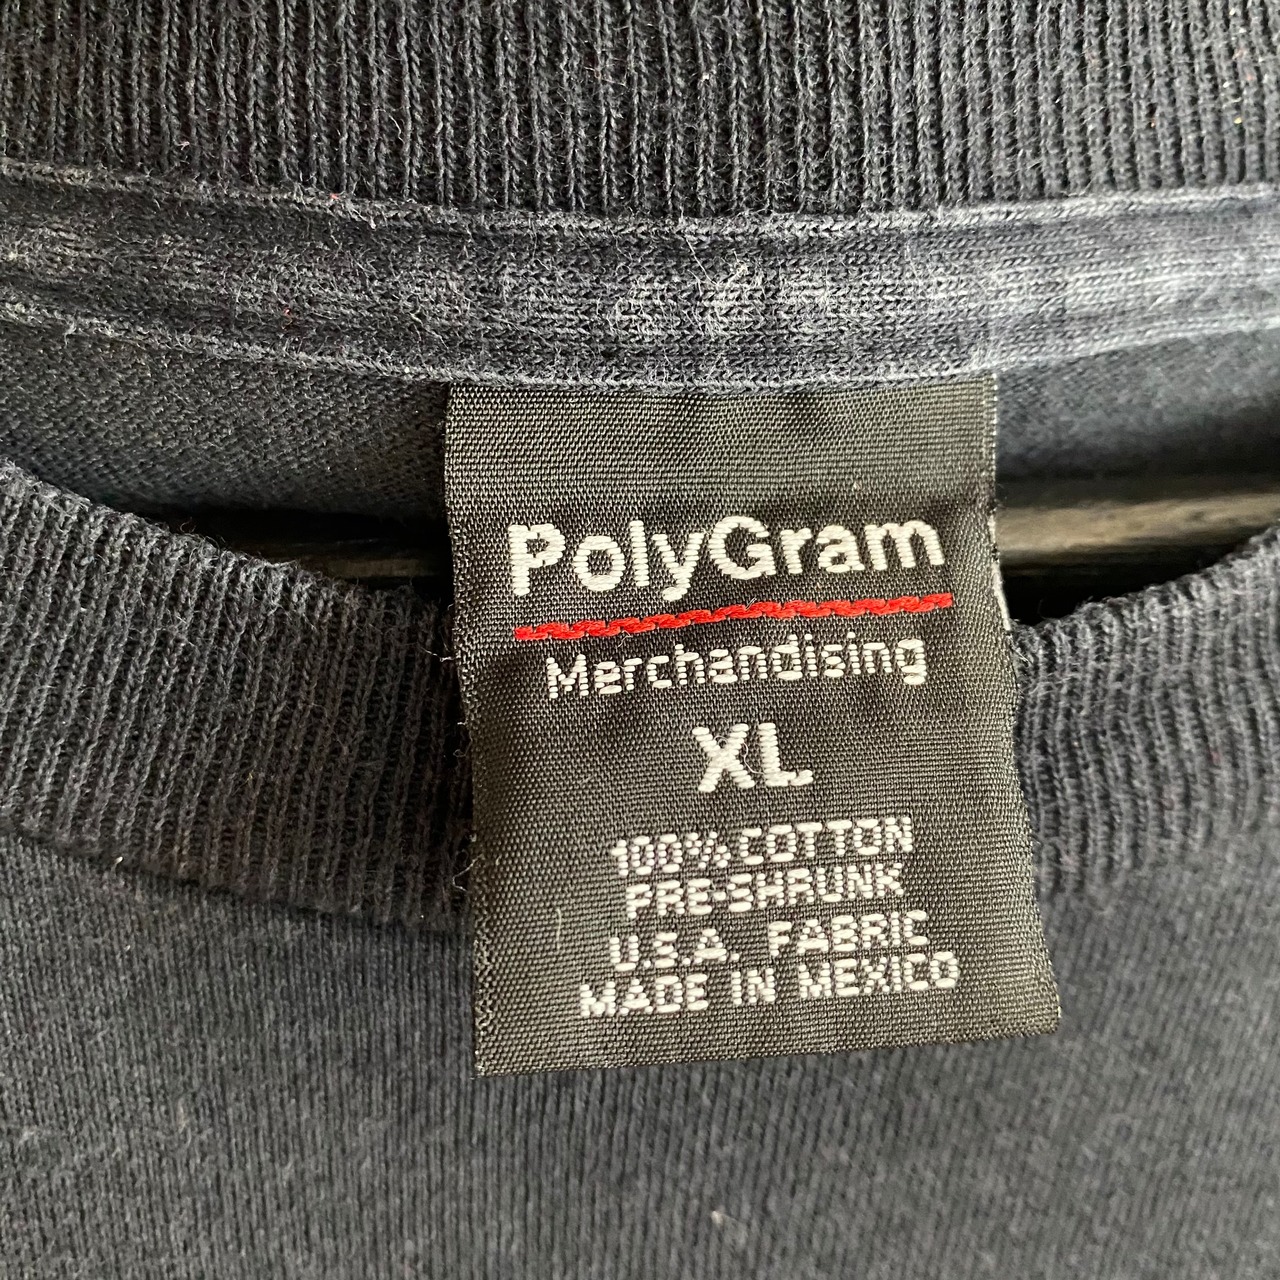 PolyGram
Merchandising
XL
100% COTTON
PRE-SHRUNK
U.S.A. FABRIC
MADE IN MEXICO